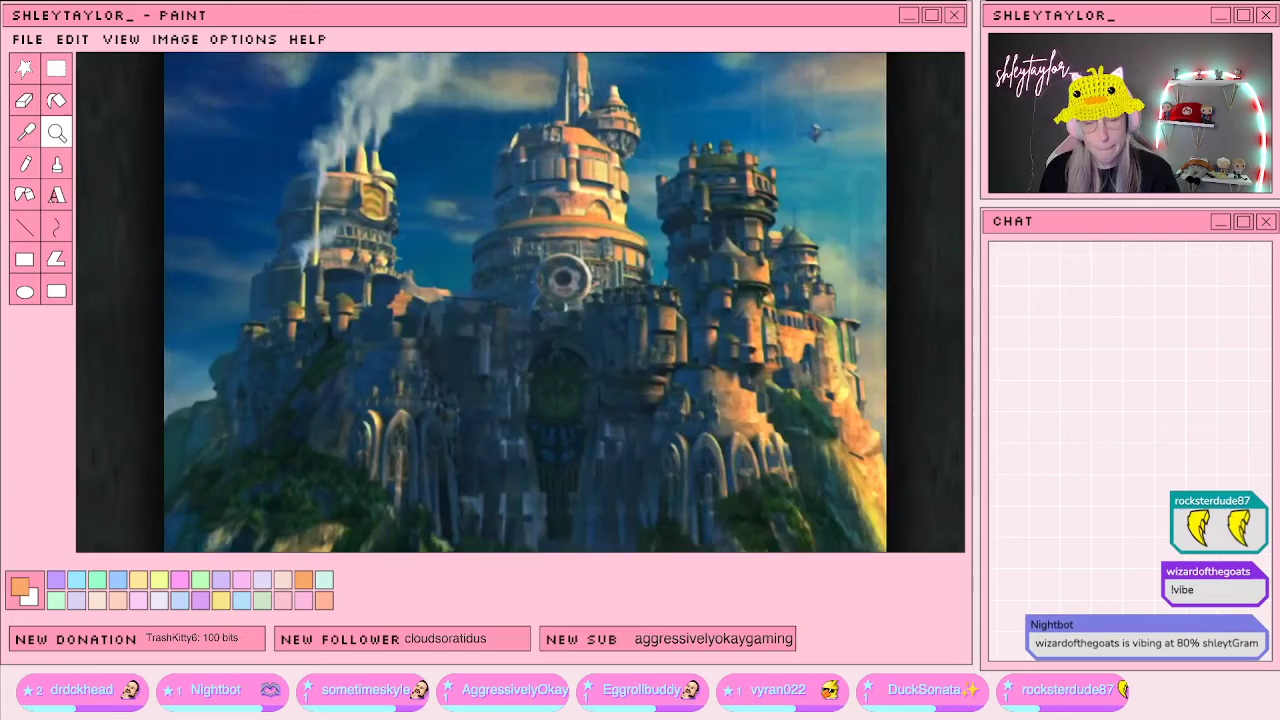 SHLEYTAYLOR_ - PAINT
FILE EDIT VIEW IMAGE OPTIONS HELP
NEW DONATION TrashKitty6: 100 bits
NEW FOLLOWER cloudsoratidus
NEW SUB aggressivelyokaygaming
SHLEYTAYLOR_
shleytaylor
CHAT
rocksterdude87
wizardofthegoats
!vibe
Nightbot
wizardofthegoats is vibing at 80% shleytGram
★2 drdckhead
★1 Nightbot
sometimeskyle
AggressivelyOkay
Eggrollbuddy
★1 vyran022
DuckSonata
rocksterdude87